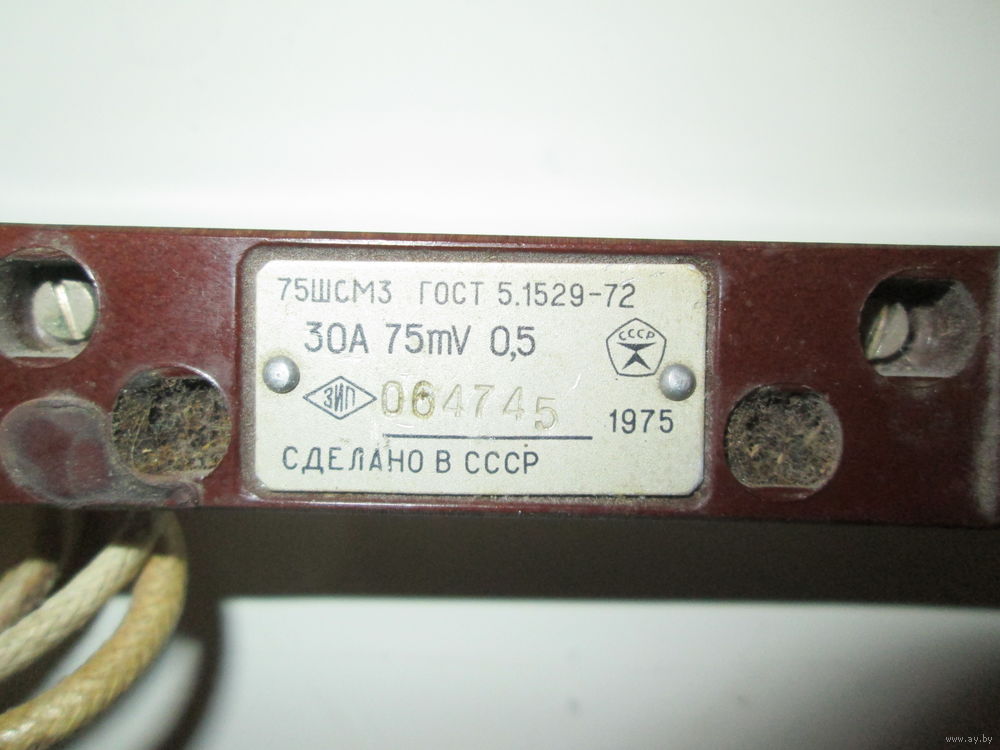 75ШСМ3 ГОСТ 5.1529-72
30А 75mV 0,5
СССР
ЗИП 064745
1975
СДЕЛАНО В СССР
www.ay.by